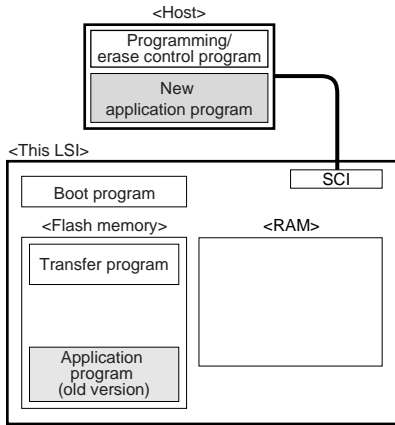 <Host>
Programming/
erase control program
New
application program
<This LSI>
SCI
Boot program
<Flash memory>
<RAM>
Transfer program
Application
program
(old version)